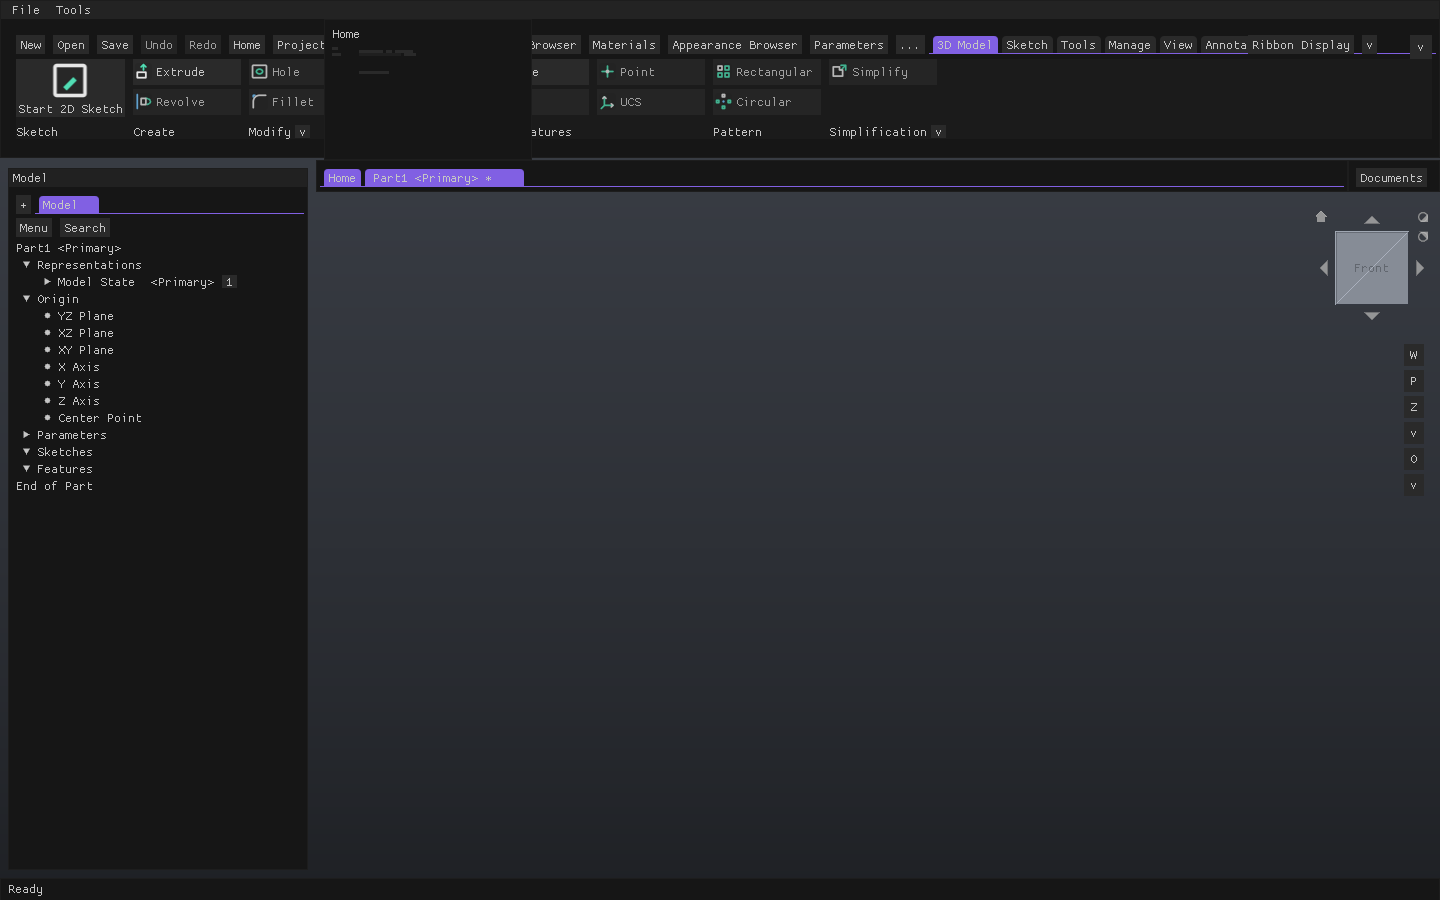 File Tools
Home
New Open Save Undo Redo Home Project Browser Materials Appearance Browser Parameters ... 3D Model Sketch Tools Manage View Annota Ribbon Display v v
Extrude Hole Point Rectangular Simplify
Start 2D Sketch Revolve Fillet UCS Circular
Sketch Create Modify v atures Pattern Simplification v
Model
Home Part1 <Primary> * Documents
+ Model
Menu Search
Part1 <Primary>
Representations
Model State <Primary> 1
Origin
YZ Plane
XZ Plane
XY Plane
X Axis
Y Axis
Z Axis
Center Point
Parameters
Sketches
Features
End of Part
Front
W
P
Z
v
O
v
Ready